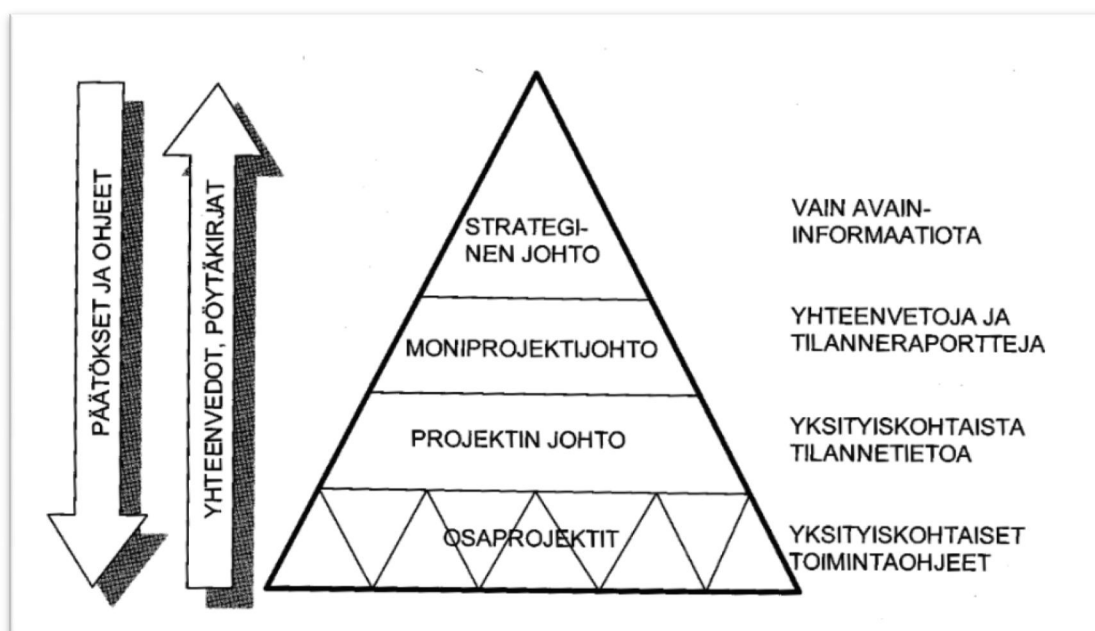 PÄÄTÖKSET JA OHJEET
YHTEENVEDOT, PÖYTÄKIRJAT
STRATEGI-
NEN JOHTO
VAIN AVAIN-
INFORMAATIOTA
MONIPROJEKTIJOHTO
YHTEENVETOJA JA
TILANNERAPORTTEJA
PROJEKTIN JOHTO
YKSITYISKOHTAISTA
TILANNETIETOA
OSAPROJEKTIT
YKSITYISKOHTAISET
TOIMINTAOHJEET